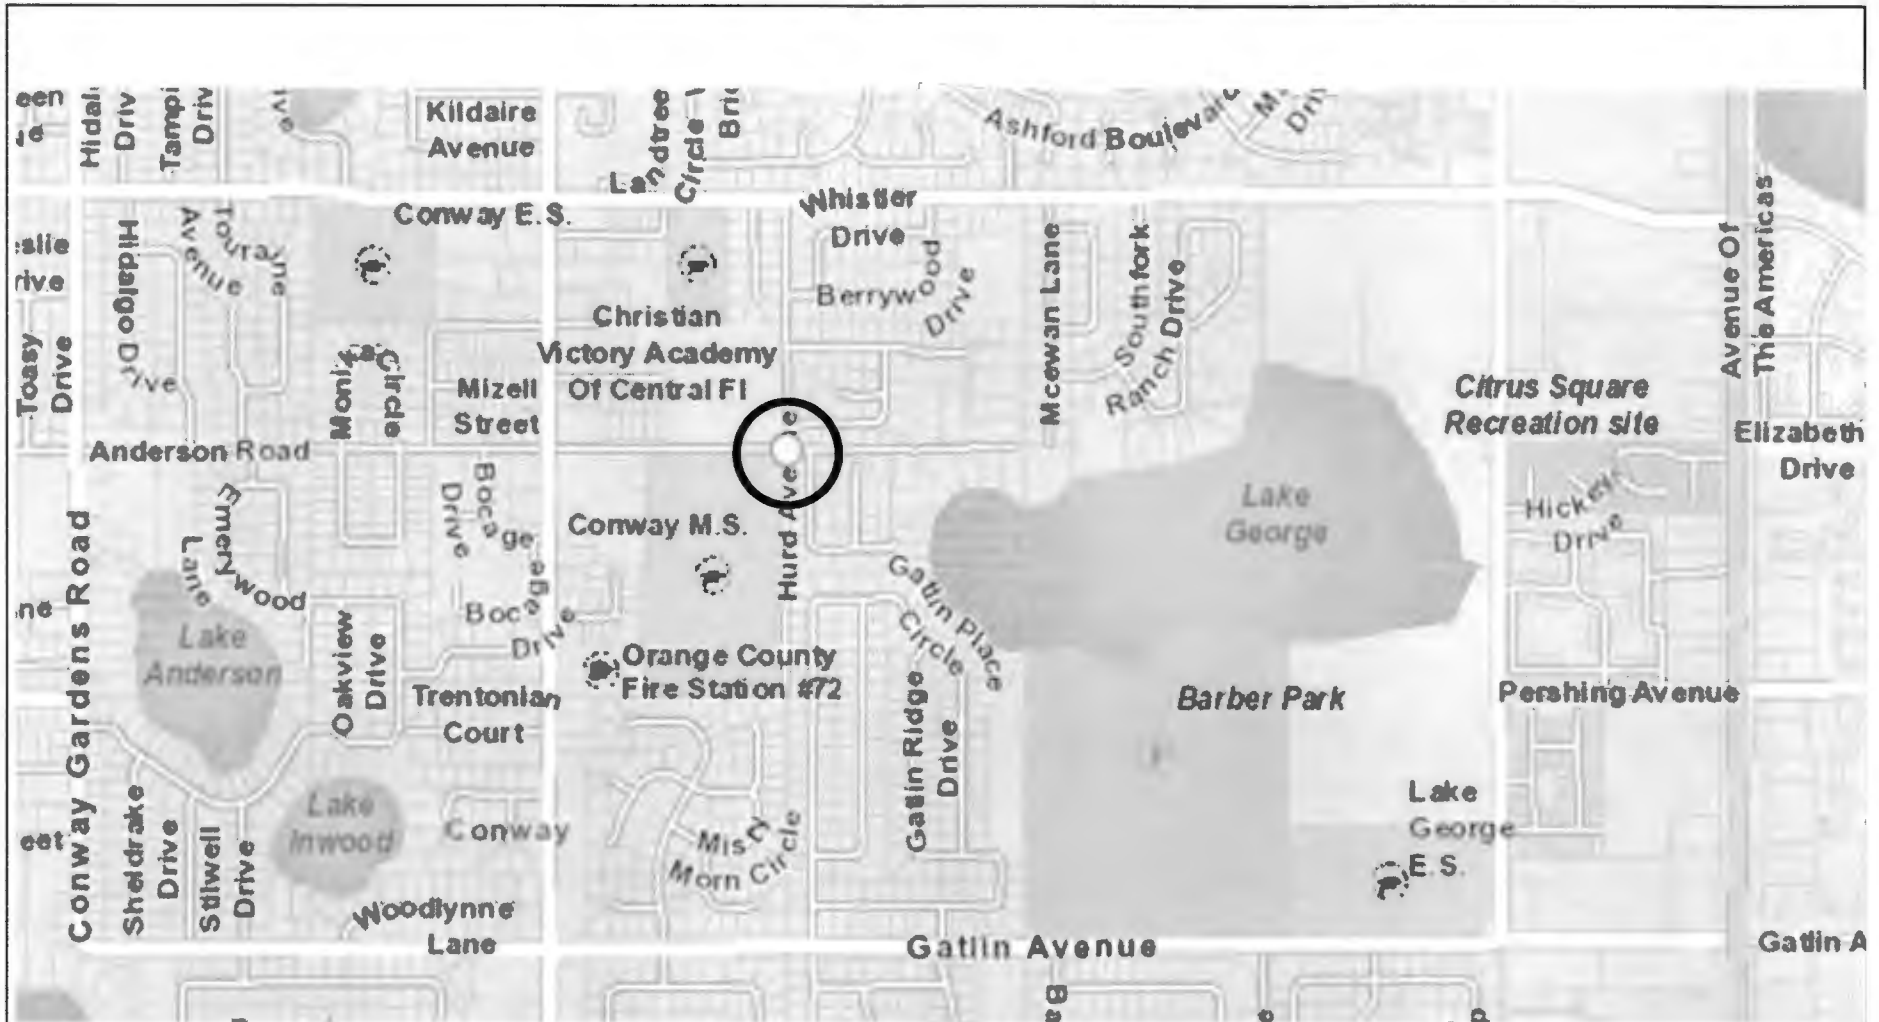 Kildaire
Avenue
Ashford Boulevard
Landtree
Circle
Conway E.S.
Whistler
Drive
Hidalgo Drive
Touraine
Avenue
Berrywood
Drive
Mcewan Lane
Southfork
Ranch Drive
Avenue Of
The Americas
Christian
Victory Academy
Of Central Fl
Toasy
Drive
Circle
Mizell
Street
Citrus Square
Recreation site
Anderson Road
Elizabeth
Drive
Hurd Avenue
Emerywood
Lane
Bocage
Drive
Conway M.S.
Lake
George
Hickey
Drive
Conway Gardens Road
Lake
Anderson
Oakview
Drive
Bocage
Drive
Gatlin Place
Circle
Orange County
Fire Station #72
Trentonian
Court
Barber Park
Pershing Avenue
Gatlin Ridge
Drive
Sheldrake
Drive
Stilwell
Drive
Lake
Inwood
Conway
Misty
Morn Circle
Lake
George
E.S.
Woodlynne
Lane
Gatlin Avenue
Gatlin A